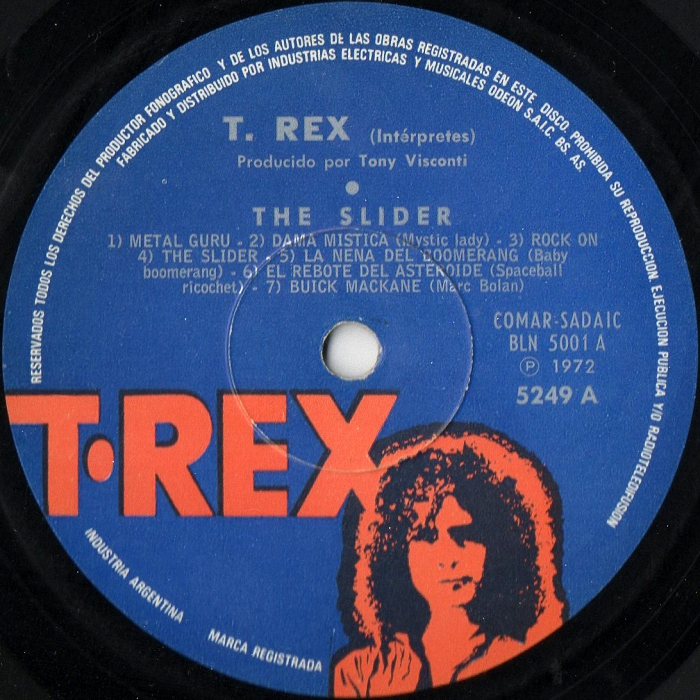 RESERVADOS TODOS LOS DERECHOS DEL PRODUCTOR FONOGRAFICO Y DE LOS AUTORES DE LAS OBRAS REGISTRADAS EN ESTE DISCO. PROHIBIDA SU REPRODUCCION EJECUCION PUBLICA Y/O RADIOTELEDIFUSION
FABRICADO Y DISTRIBUIDO POR INDUSTRIAS ELECTRICAS Y MUSICALES ODEON S.A.I.C. BS. AS.
T. REX (Intérpretes)
Producido por Tony Visconti
THE SLIDER
1) METAL GURU - 2) DAMA MISTICA (Mystic lady) - 3) ROCK ON
4) THE SLIDER - 5) LA NENA DEL BOOMERANG (Baby
boomerang) - 6) EL REBOTE DEL ASTEROIDE (Spaceball
ricochet) - 7) BUICK MACKANE (Marc Bolan)
COMAR-SADAIC
BLN 5001 A
Ⓟ 1972
5249 A
T·REX
INDUSTRIA ARGENTINA
MARCA REGISTRADA